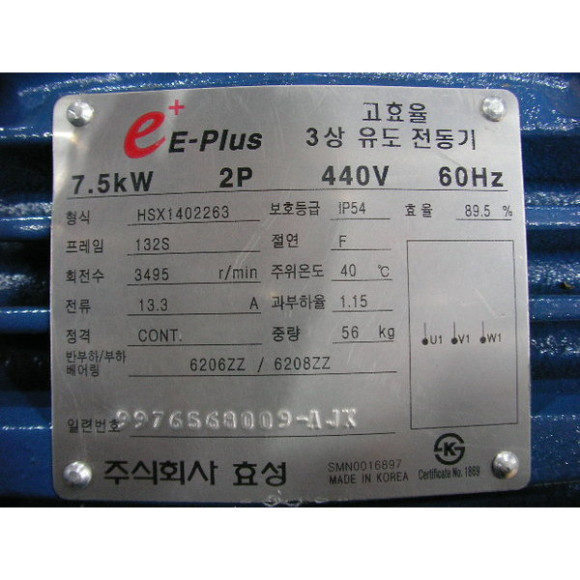 e+ E-Plus 고효율
3상 유도 전동기
7.5kW 2P 440V 60Hz
형식 HSX1402263 보호등급 IP54 효율 89.5 %
프레임 132S 절연 F
회전수 3495 r/min 주위온도 40 ℃
전류 13.3 A 과부하율 1.15
정격 CONT. 중량 56 kg
U1 V1 W1
반부하/부하
베어링 6206ZZ / 6208ZZ
일련번호 9976568009-AJX
주식회사 효성
SMN0016897
MADE IN KOREA
K
Certificate No. 1869